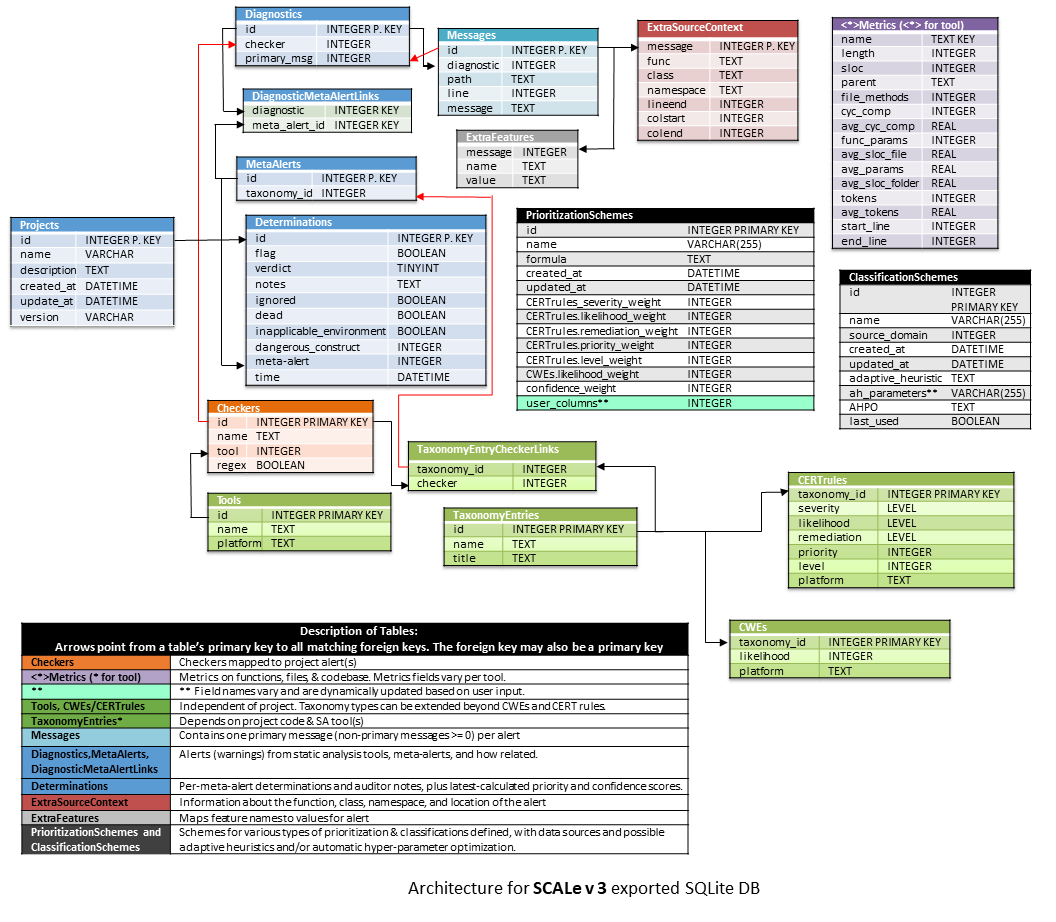 Diagnostics
id INTEGER P. KEY
checker INTEGER
primary_msg INTEGER
Messages
id INTEGER P. KEY
diagnostic INTEGER
path TEXT
line INTEGER
message TEXT
ExtraSourceContext
message INTEGER P. KEY
func TEXT
class TEXT
namespace TEXT
lineend INTEGER
colstart INTEGER
colend INTEGER
<*>Metrics (<*> for tool)
name TEXT KEY
length INTEGER
sloc INTEGER
parent TEXT
file_methods INTEGER
cyc_comp INTEGER
avg_cyc_comp REAL
func_params INTEGER
avg_sloc_file REAL
avg_params REAL
avg_sloc_folder REAL
tokens INTEGER
avg_tokens REAL
start_line INTEGER
end_line INTEGER
DiagnosticMetaAlertLinks
diagnostic INTEGER KEY
meta_alert_id INTEGER KEY
ExtraFeatures
message INTEGER
name TEXT
value TEXT
MetaAlerts
id INTEGER P. KEY
taxonomy_id INTEGER
Projects
id INTEGER P. KEY
name VARCHAR
description TEXT
created_at DATETIME
update_at DATETIME
version VARCHAR
Determinations
id INTEGER P. KEY
flag BOOLEAN
verdict TINYINT
notes TEXT
ignored BOOLEAN
dead BOOLEAN
inapplicable_environment BOOLEAN
dangerous_construct INTEGER
meta-alert INTEGER
time DATETIME
PrioritizationSchemes
id INTEGER PRIMARY KEY
name VARCHAR(255)
formula TEXT
created_at DATETIME
updated_at DATETIME
CERTrules_severity_weight INTEGER
CERTrules.likelihood_weight INTEGER
CERTrules.remediation_weight INTEGER
CERTrules.priority_weight INTEGER
CERTrules.level_weight INTEGER
CWEs.likelihood_weight INTEGER
confidence_weight INTEGER
user_columns** INTEGER
ClassificationSchemes
id INTEGER
PRIMARY KEY
name VARCHAR(255)
source_domain INTEGER
created_at DATETIME
updated_at DATETIME
adaptive_heuristic TEXT
ah_parameters** VARCHAR(255)
AHPO TEXT
last_used BOOLEAN
Checkers
id INTEGER PRIMARY KEY
name TEXT
tool INTEGER
regex BOOLEAN
TaxonomyEntryCheckerLinks
taxonomy_id INTEGER
checker INTEGER
Tools
id INTEGER PRIMARY KEY
name TEXT
platform TEXT
TaxonomyEntries
id INTEGER PRIMARY KEY
name TEXT
title TEXT
CERTrules
taxonomy_id INTEGER PRIMARY KEY
severity LEVEL
likelihood LEVEL
remediation LEVEL
priority INTEGER
level INTEGER
platform TEXT
CWEs
taxonomy_id INTEGER PRIMARY KEY
likelihood INTEGER
platform TEXT
Description of Tables:
Arrows point from a table's primary key to all matching foreign keys. The foreign key may also be a primary key
Checkers Checkers mapped to project alert(s)
<*>Metrics (* for tool) Metrics on functions, files, & codebase. Metrics fields vary per tool.
** ** Field names vary and are dynamically updated based on user input.
Tools, CWEs/CERTrules Independent of project. Taxonomy types can be extended beyond CWEs and CERT rules.
TaxonomyEntries* Depends on project code & SA tool(s)
Messages Contains one primary message (non-primary messages >= 0) per alert
Diagnostics,MetaAlerts, Alerts (warnings) from static analysis tools, meta-alerts, and how related.
DiagnosticMetaAlertLinks
Determinations Per-meta-alert determinations and auditor notes, plus latest-calculated priority and confidence scores.
ExtraSourceContext Information about the function, class, namespace, and location of the alert
ExtraFeatures Maps feature names to values for alert
PrioritizationSchemes and Schemes for various types of prioritization & classifications defined, with data sources and possible
ClassificationSchemes adaptive heuristics and/or automatic hyper-parameter optimization.
Architecture for SCALe v 3 exported SQLite DB